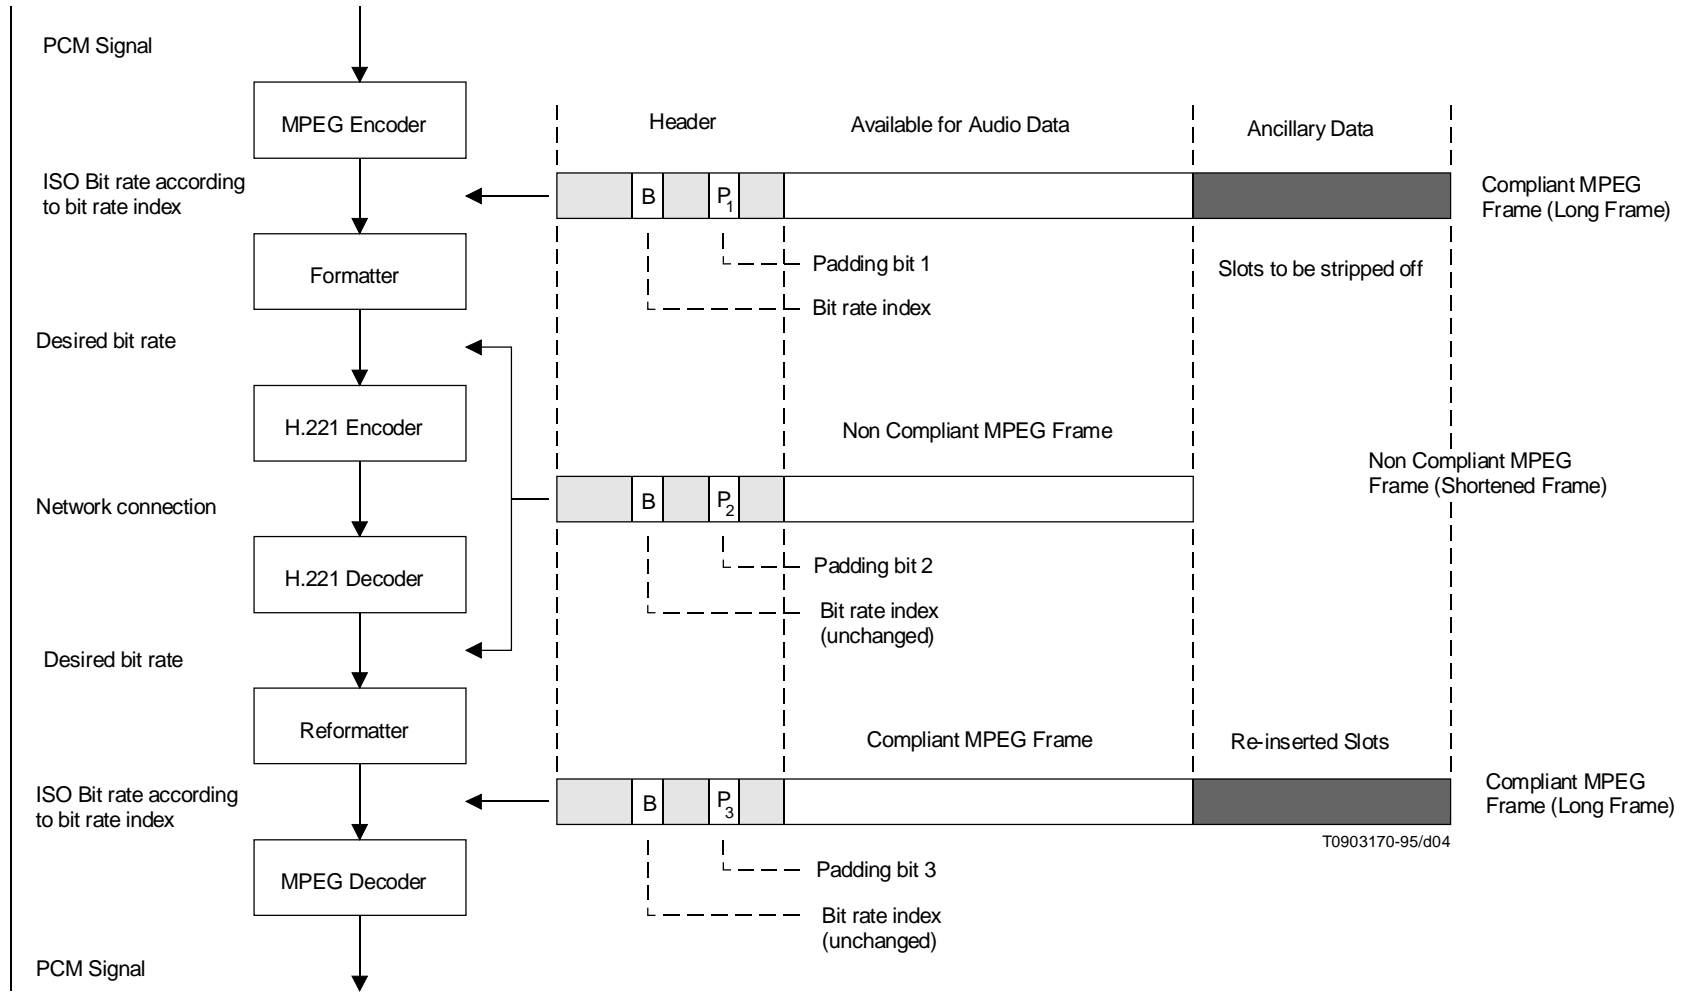 PCM Signal
MPEG Encoder
Header
Available for Audio Data
Ancillary Data
ISO Bit rate according
to bit rate index
B
P1
Compliant MPEG
Frame (Long Frame)
Formatter
Padding bit 1
Slots to be stripped off
Bit rate index
Desired bit rate
H.221 Encoder
Non Compliant MPEG Frame
Non Compliant MPEG
Frame (Shortened Frame)
Network connection
B
P2
H.221 Decoder
Padding bit 2
Bit rate index
(unchanged)
Desired bit rate
Reformatter
Compliant MPEG Frame
Re-inserted Slots
ISO Bit rate according
to bit rate index
B
P3
Compliant MPEG
Frame (Long Frame)
T0903170-95/d04
MPEG Decoder
Padding bit 3
Bit rate index
(unchanged)
PCM Signal